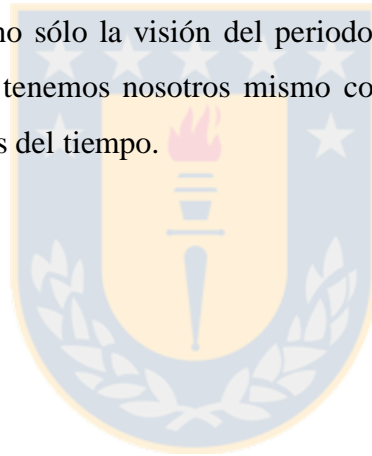 no sólo la visión del periodo
tenemos nosotros mismo co
s del tiempo.